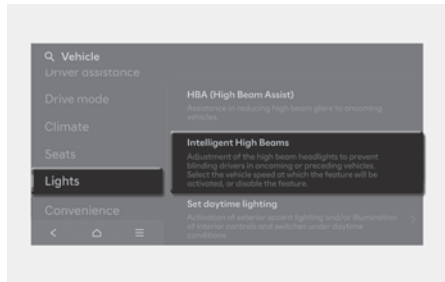 Vehicle
Driver assistance
Drive mode
Climate
Seats
Lights
Convenience
HBA (High Beam Assist)
Assistance in reducing high beam glare to oncoming
vehicles.
Intelligent High Beams
Adjustment of the high beam headlights to prevent
blinding drivers in oncoming or preceding vehicles.
Select the vehicle speed at which the feature will be
activated, or disable the feature.
Set daytime lighting
Activation of exterior accent lighting and/or illumination
of interior controls and switches under daytime
conditions